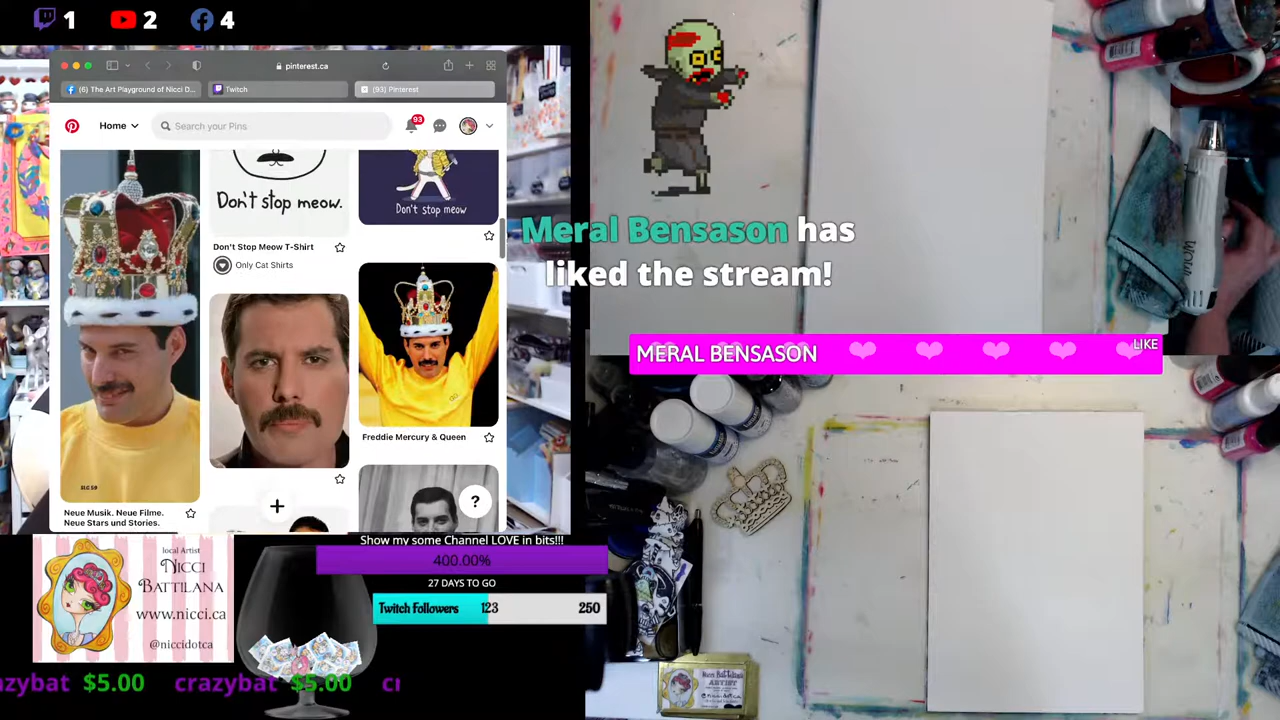 1 2 4
pinterest.ca
(6) The Art Playground of Nicci D...
Twitch
(93) Pinterest
Home
Search your Pins
93
Don't stop meow.
Don't stop meow
Don't Stop Meow T-Shirt
Only Cat Shirts
Freddie Mercury & Queen
Neue Musik. Neue Filme.
Neue Stars und Stories.
?
Meral Bensason has
liked the stream!
MERAL BENSASON
LIKE
Show my some Channel LOVE in bits!!!
400.00%
27 DAYS TO GO
Twitch Followers 123 250
local Artist
NICCI
BATTILANA
www.nicci.ca
@niccidotca
azybat $5.00 crazybat $5.00
Nicci Battilana
ARTIST